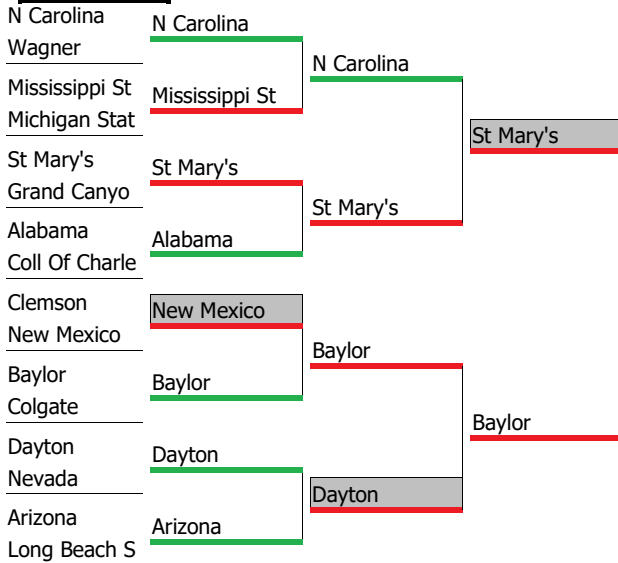 N Carolina
Wagner
Mississippi St
Michigan Stat
St Mary's
Grand Canyo
Alabama
Coll Of Charle
Clemson
New Mexico
Baylor
Colgate
Dayton
Nevada
Arizona
Long Beach S
N Carolina
Mississippi St
St Mary's
Alabama
New Mexico
Baylor
Dayton
Arizona
N Carolina
St Mary's
Baylor
Dayton
St Mary's
Baylor